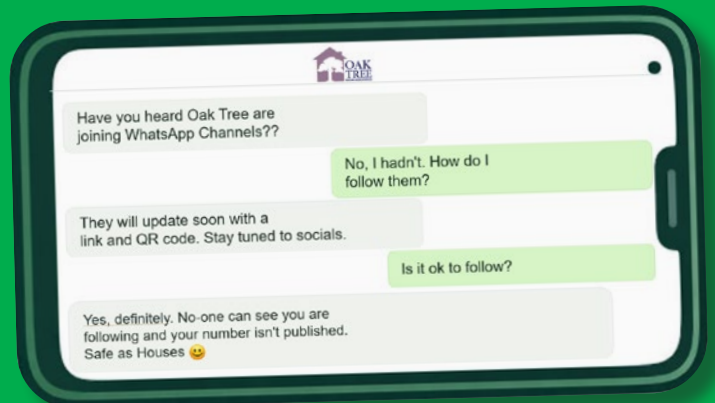 OAK
TREE
Have you heard Oak Tree are
joining WhatsApp Channels??
No, I hadn't. How do I
follow them?
They will update soon with a
link and QR code. Stay tuned to socials.
Is it ok to follow?
Yes, definitely. No-one can see you are
following and your number isn't published.
Safe as Houses 😀